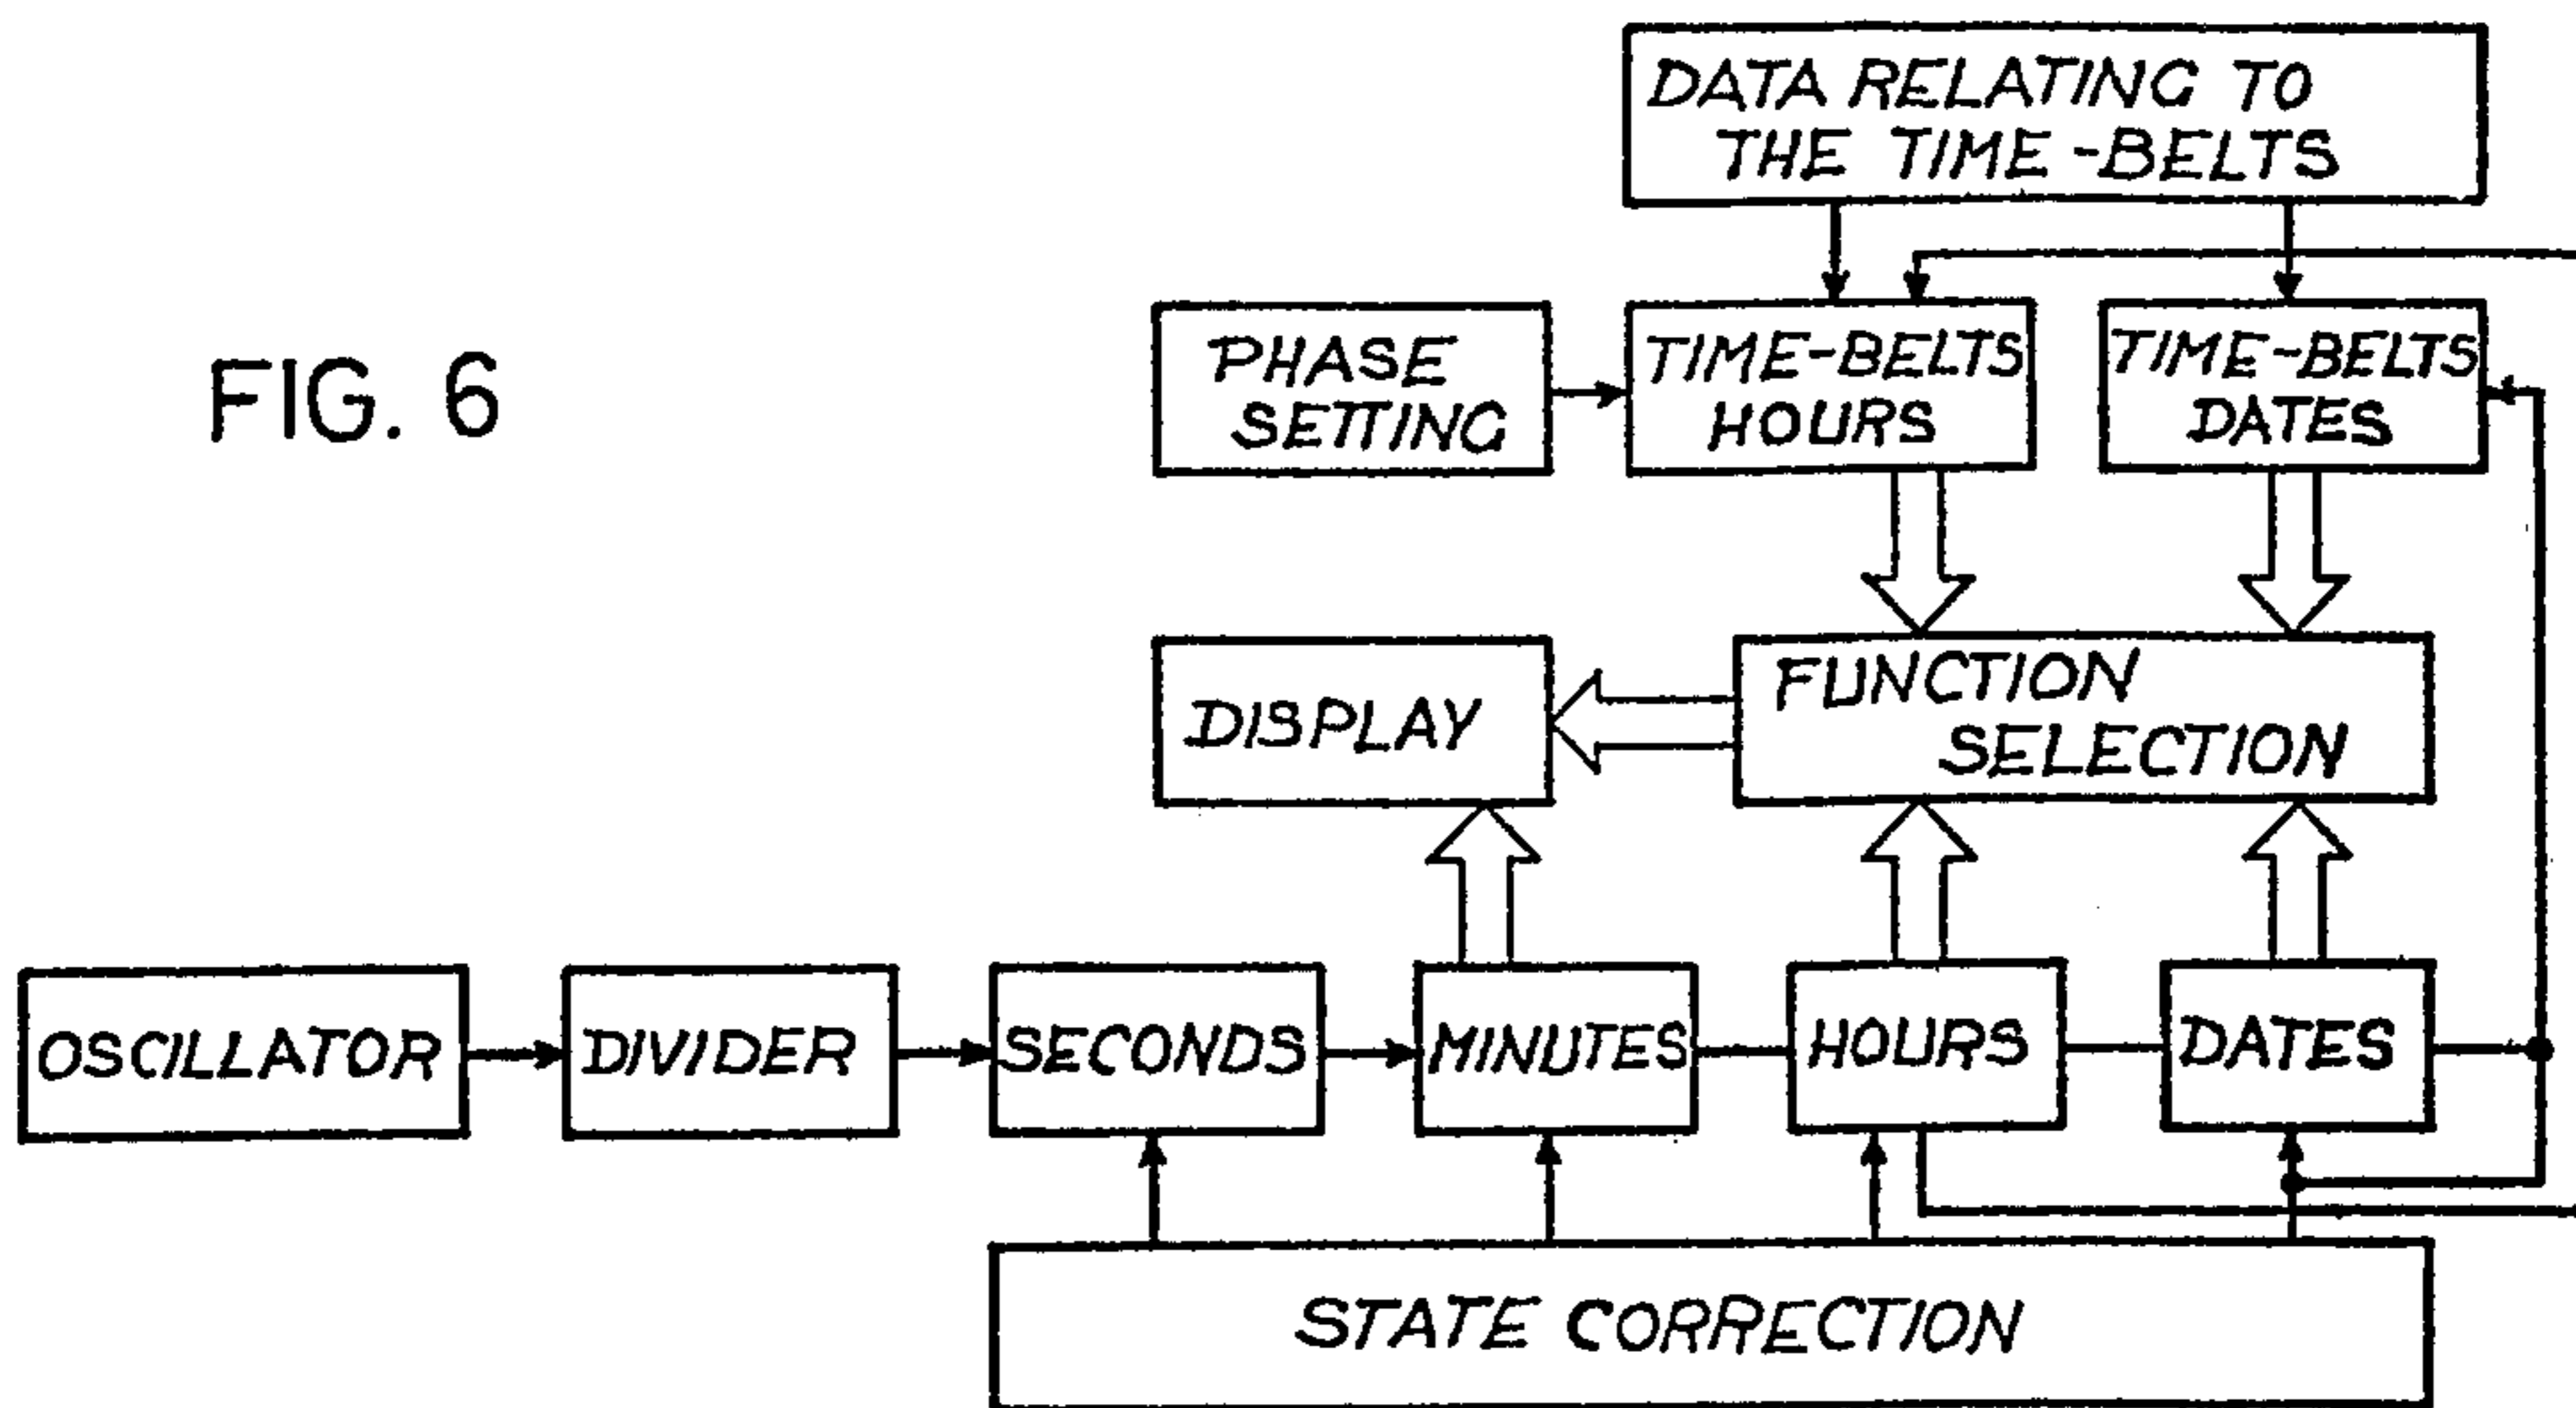 DATA RELATING TO
THE TIME-BELTS
FIG. 6
PHASE
SETTING
TIME-BELTS
HOURS
TIME-BELTS
DATES
DISPLAY
FUNCTION
SELECTION
OSCILLATOR
DIVIDER
SECONDS
MINUTES
HOURS
DATES
STATE CORRECTION